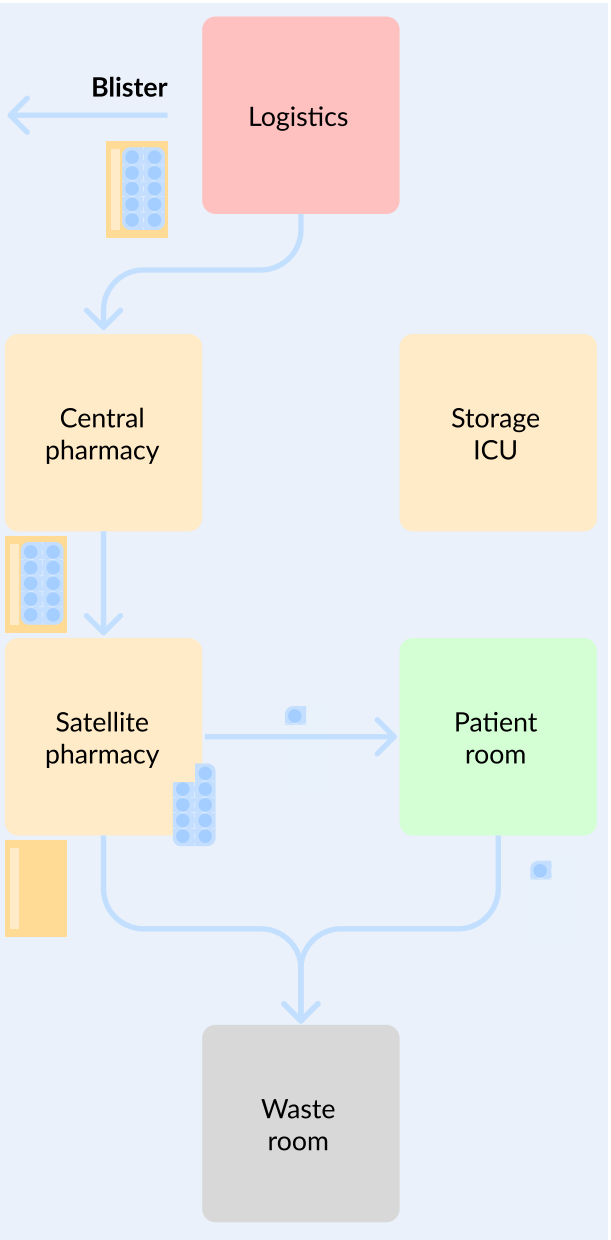 Blister
Logistics
Central
pharmacy
Storage
ICU
Satellite
pharmacy
Patient
room
Waste
room